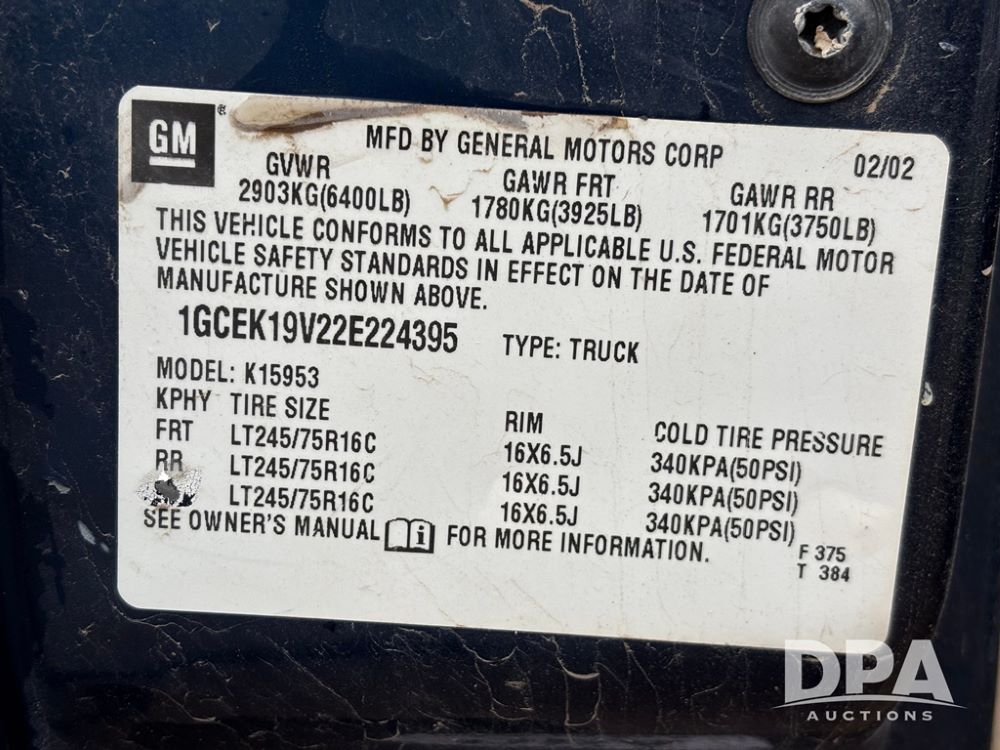 GM ®
MFD BY GENERAL MOTORS CORP 02/02
GVWR GAWR FRT GAWR RR
2903KG(6400LB) 1780KG(3925LB) 1701KG(3750LB)
THIS VEHICLE CONFORMS TO ALL APPLICABLE U.S. FEDERAL MOTOR
VEHICLE SAFETY STANDARDS IN EFFECT ON THE DATE OF
MANUFACTURE SHOWN ABOVE.
1GCEK19V22E224395 TYPE: TRUCK
MODEL: K15953
KPHY TIRE SIZE RIM COLD TIRE PRESSURE
FRT LT245/75R16C 16X6.5J 340KPA(50PSI)
RR LT245/75R16C 16X6.5J 340KPA(50PSI)
LT245/75R16C 16X6.5J 340KPA(50PSI)
SEE OWNER'S MANUAL i FOR MORE INFORMATION.
F 375
T 384
DPA
AUCTIONS